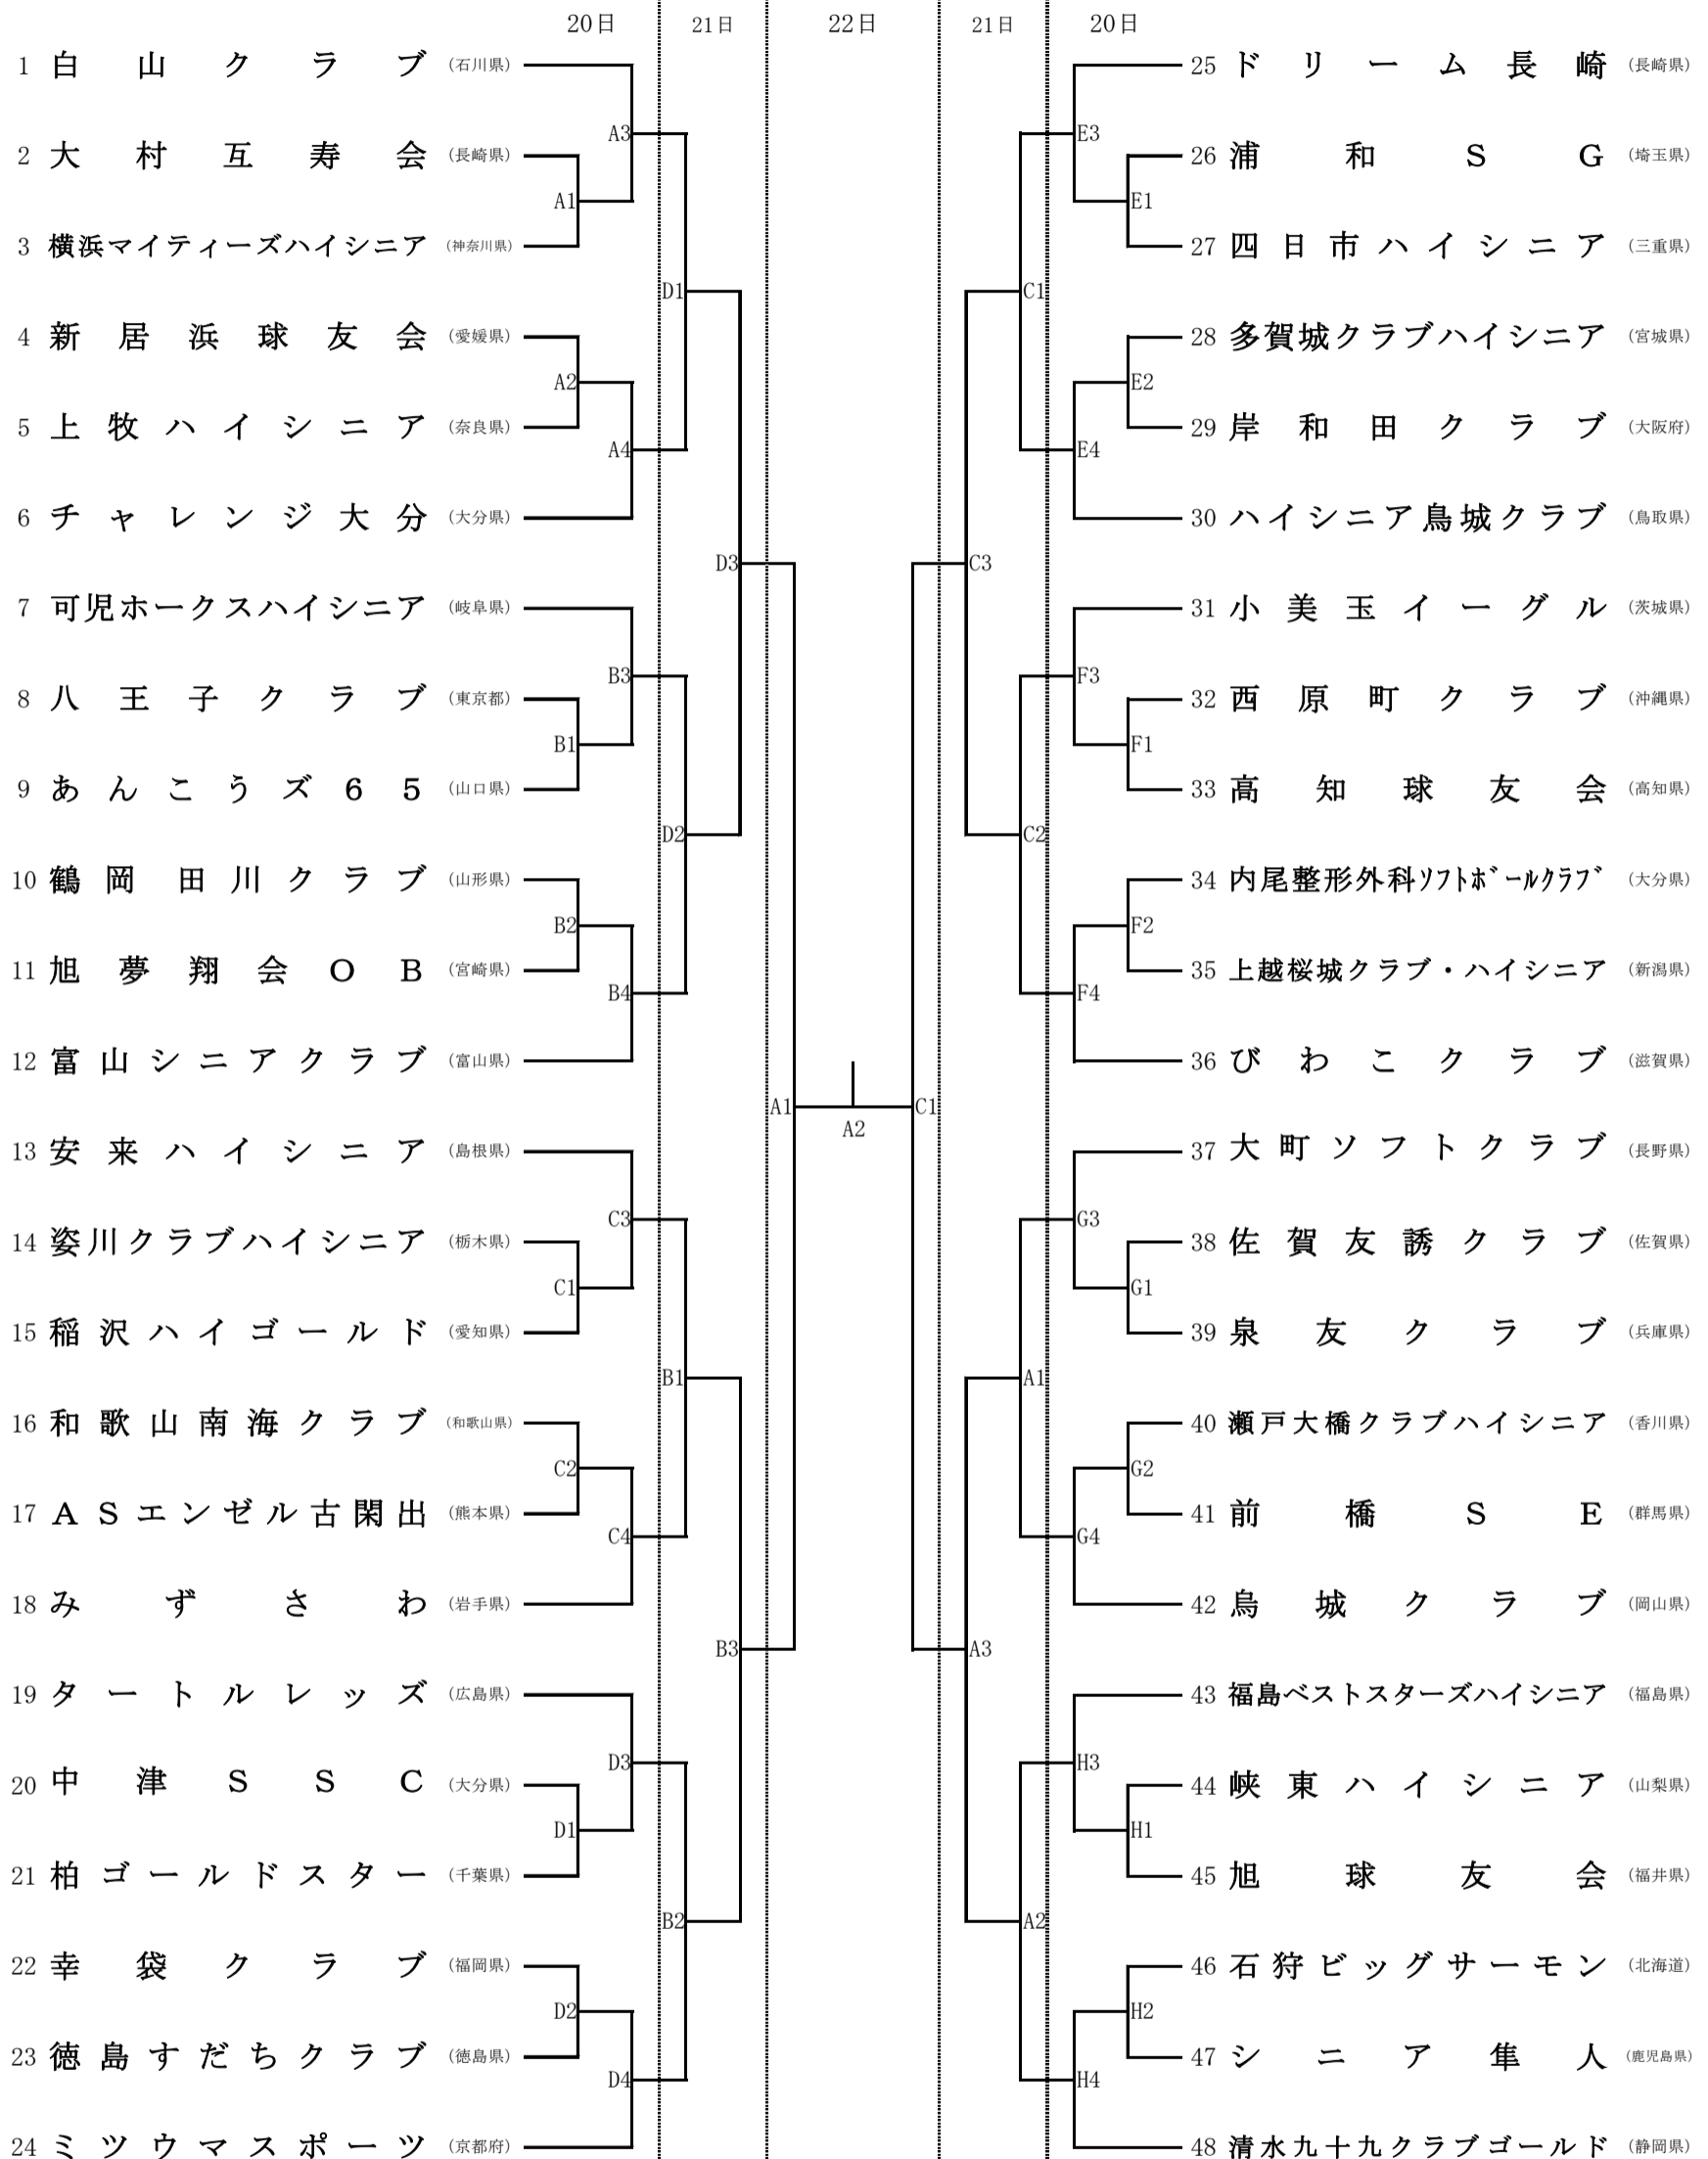 20日 21日 22日 21日 20日
1 白山クラブ (石川県)
2 大村互寿会 (長崎県)
3 横浜マイティーズハイシニア (神奈川県)
4 新居浜球友会 (愛媛県)
5 上牧ハイシニア (奈良県)
6 チャレンジ大分 (大分県)
7 可児ホークスハイシニア (岐阜県)
8 八王子クラブ (東京都)
9 あんこうズ65 (山口県)
10 鶴岡 田川クラブ (山形県)
11 旭夢翔会OB (宮崎県)
12 富山シニアクラブ (富山県)
13 安来ハイシニア (島根県)
14 姿川クラブハイシニア (栃木県)
15 稲沢ハイゴールド (愛知県)
16 和歌山南海クラブ (和歌山県)
17 ASエンゼル古閑出 (熊本県)
18 みずさわ (岩手県)
19 タートルレッズ (広島県)
20 中津SSC (大分県)
21 柏ゴールドスター (千葉県)
22 幸袋クラブ (福岡県)
23 徳島すだちクラブ (徳島県)
24 ミツウマスポーツ (京都府)
A3
A1
D1
A2
A4
D3
B3
B1
D2
B2
B4
A1
A2
C1
C3
C1
B1
C2
C4
B3
D3
D1
B2
D2
D4
E3
E1
C1
E2
E4
C3
F3
F1
C2
F2
F4
G3
G1
A1
G2
G4
A3
H3
H1
A2
H2
H4
25 ドリーム長崎 (長崎県)
26 浦和SG (埼玉県)
27 四日市ハイシニア (三重県)
28 多賀城クラブハイシニア (宮城県)
29 岸和田クラブ (大阪府)
30 ハイシニア鳥城クラブ (鳥取県)
31 小美玉イーグル (茨城県)
32 西原町クラブ (沖縄県)
33 高知球友会 (高知県)
34 内尾整形外科ｿﾌﾄﾎﾞｰﾙｸﾗﾌﾞ (大分県)
35 上越桜城クラブ・ハイシニア (新潟県)
36 びわこクラブ (滋賀県)
37 大町ソフトクラブ (長野県)
38 佐賀友誘クラブ (佐賀県)
39 泉友クラブ (兵庫県)
40 瀬戸大橋クラブハイシニア (香川県)
41 前橋SE (群馬県)
42 烏城クラブ (岡山県)
43 福島ベストスターズハイシニア (福島県)
44 峡東ハイシニア (山梨県)
45 旭球友会 (福井県)
46 石狩ビッグサーモン (北海道)
47 シニア隼人 (鹿児島県)
48 清水九十九クラブゴールド (静岡県)